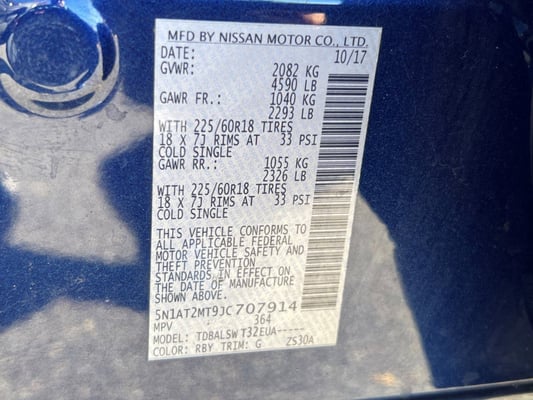 MFD BY NISSAN MOTOR CO., LTD.
DATE: 10/17
GVWR: 2082 KG
4590 LB
GAWR FR.: 1040 KG
2293 LB
WITH 225/60R18 TIRES
18 X 7J RIMS AT 33 PSI
COLD SINGLE
GAWR RR.: 1055 KG
2326 LB
WITH 225/60R18 TIRES
18 X 7J RIMS AT 33 PSI
COLD SINGLE
THIS VEHICLE CONFORMS TO
ALL APPLICABLE FEDERAL
MOTOR VEHICLE SAFETY AND
THEFT PREVENTION
STANDARDS IN EFFECT ON
THE DATE OF MANUFACTURE
SHOWN ABOVE.
5N1AT2MT9JC707914
MPV 364
MODEL: TDBALSWT32EUA-----
COLOR: RBY TRIM: G ZS30A